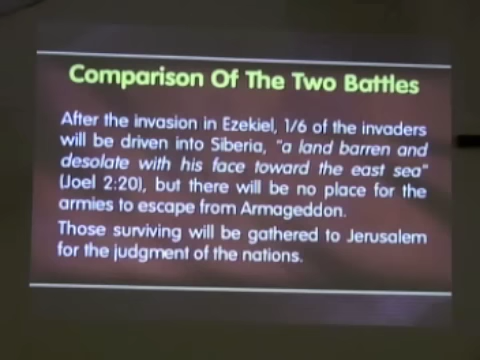 Comparison Of The Two Battles
After the invasion in Ezekiel, 1/6 of the invaders
will be driven into Siberia, "a land barren and
desolate with his face toward the east sea"
(Joel 2:20), but there will be no place for the
armies to escape from Armageddon.
Those surviving will be gathered to Jerusalem
for the judgment of the nations.